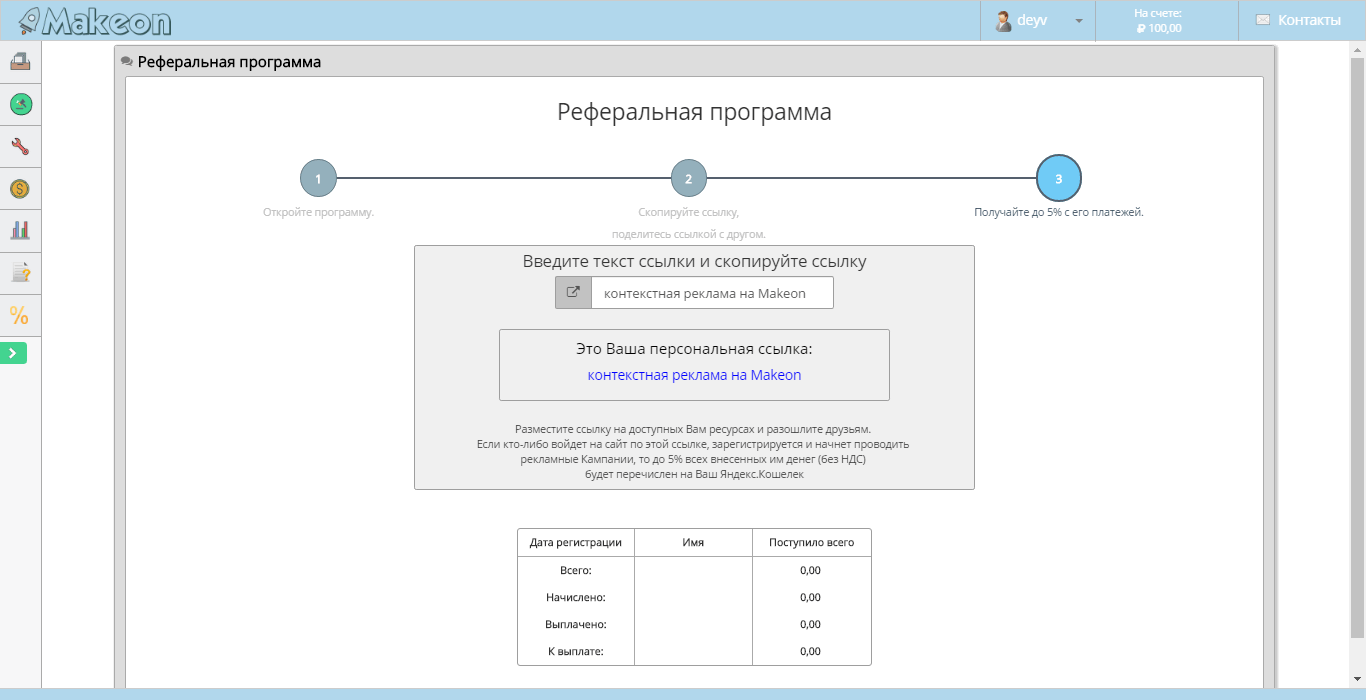 Makeon
deyv
На счете:
₽ 100,00
Контакты
Реферальная программа
Реферальная программа
1
2
3
Откройте программу.
Скопируйте ссылку,
поделитесь ссылкой с другом.
Получайте до 5% с его платежей.
Введите текст ссылки и скопируйте ссылку
контекстная реклама на Makeon
Это Ваша персональная ссылка:
контекстная реклама на Makeon
Разместите ссылку на доступных Вам ресурсах и разошлите друзьям.
Если кто-либо войдет на сайт по этой ссылке, зарегистрируется и начнет проводить
рекламные Кампании, то до 5% всех внесенных им денег (без НДС)
будет перечислен на Ваш Яндекс.Кошелек
Дата регистрации Имя Поступило всего
Всего: 0,00
Начислено: 0,00
Выплачено: 0,00
К выплате: 0,00